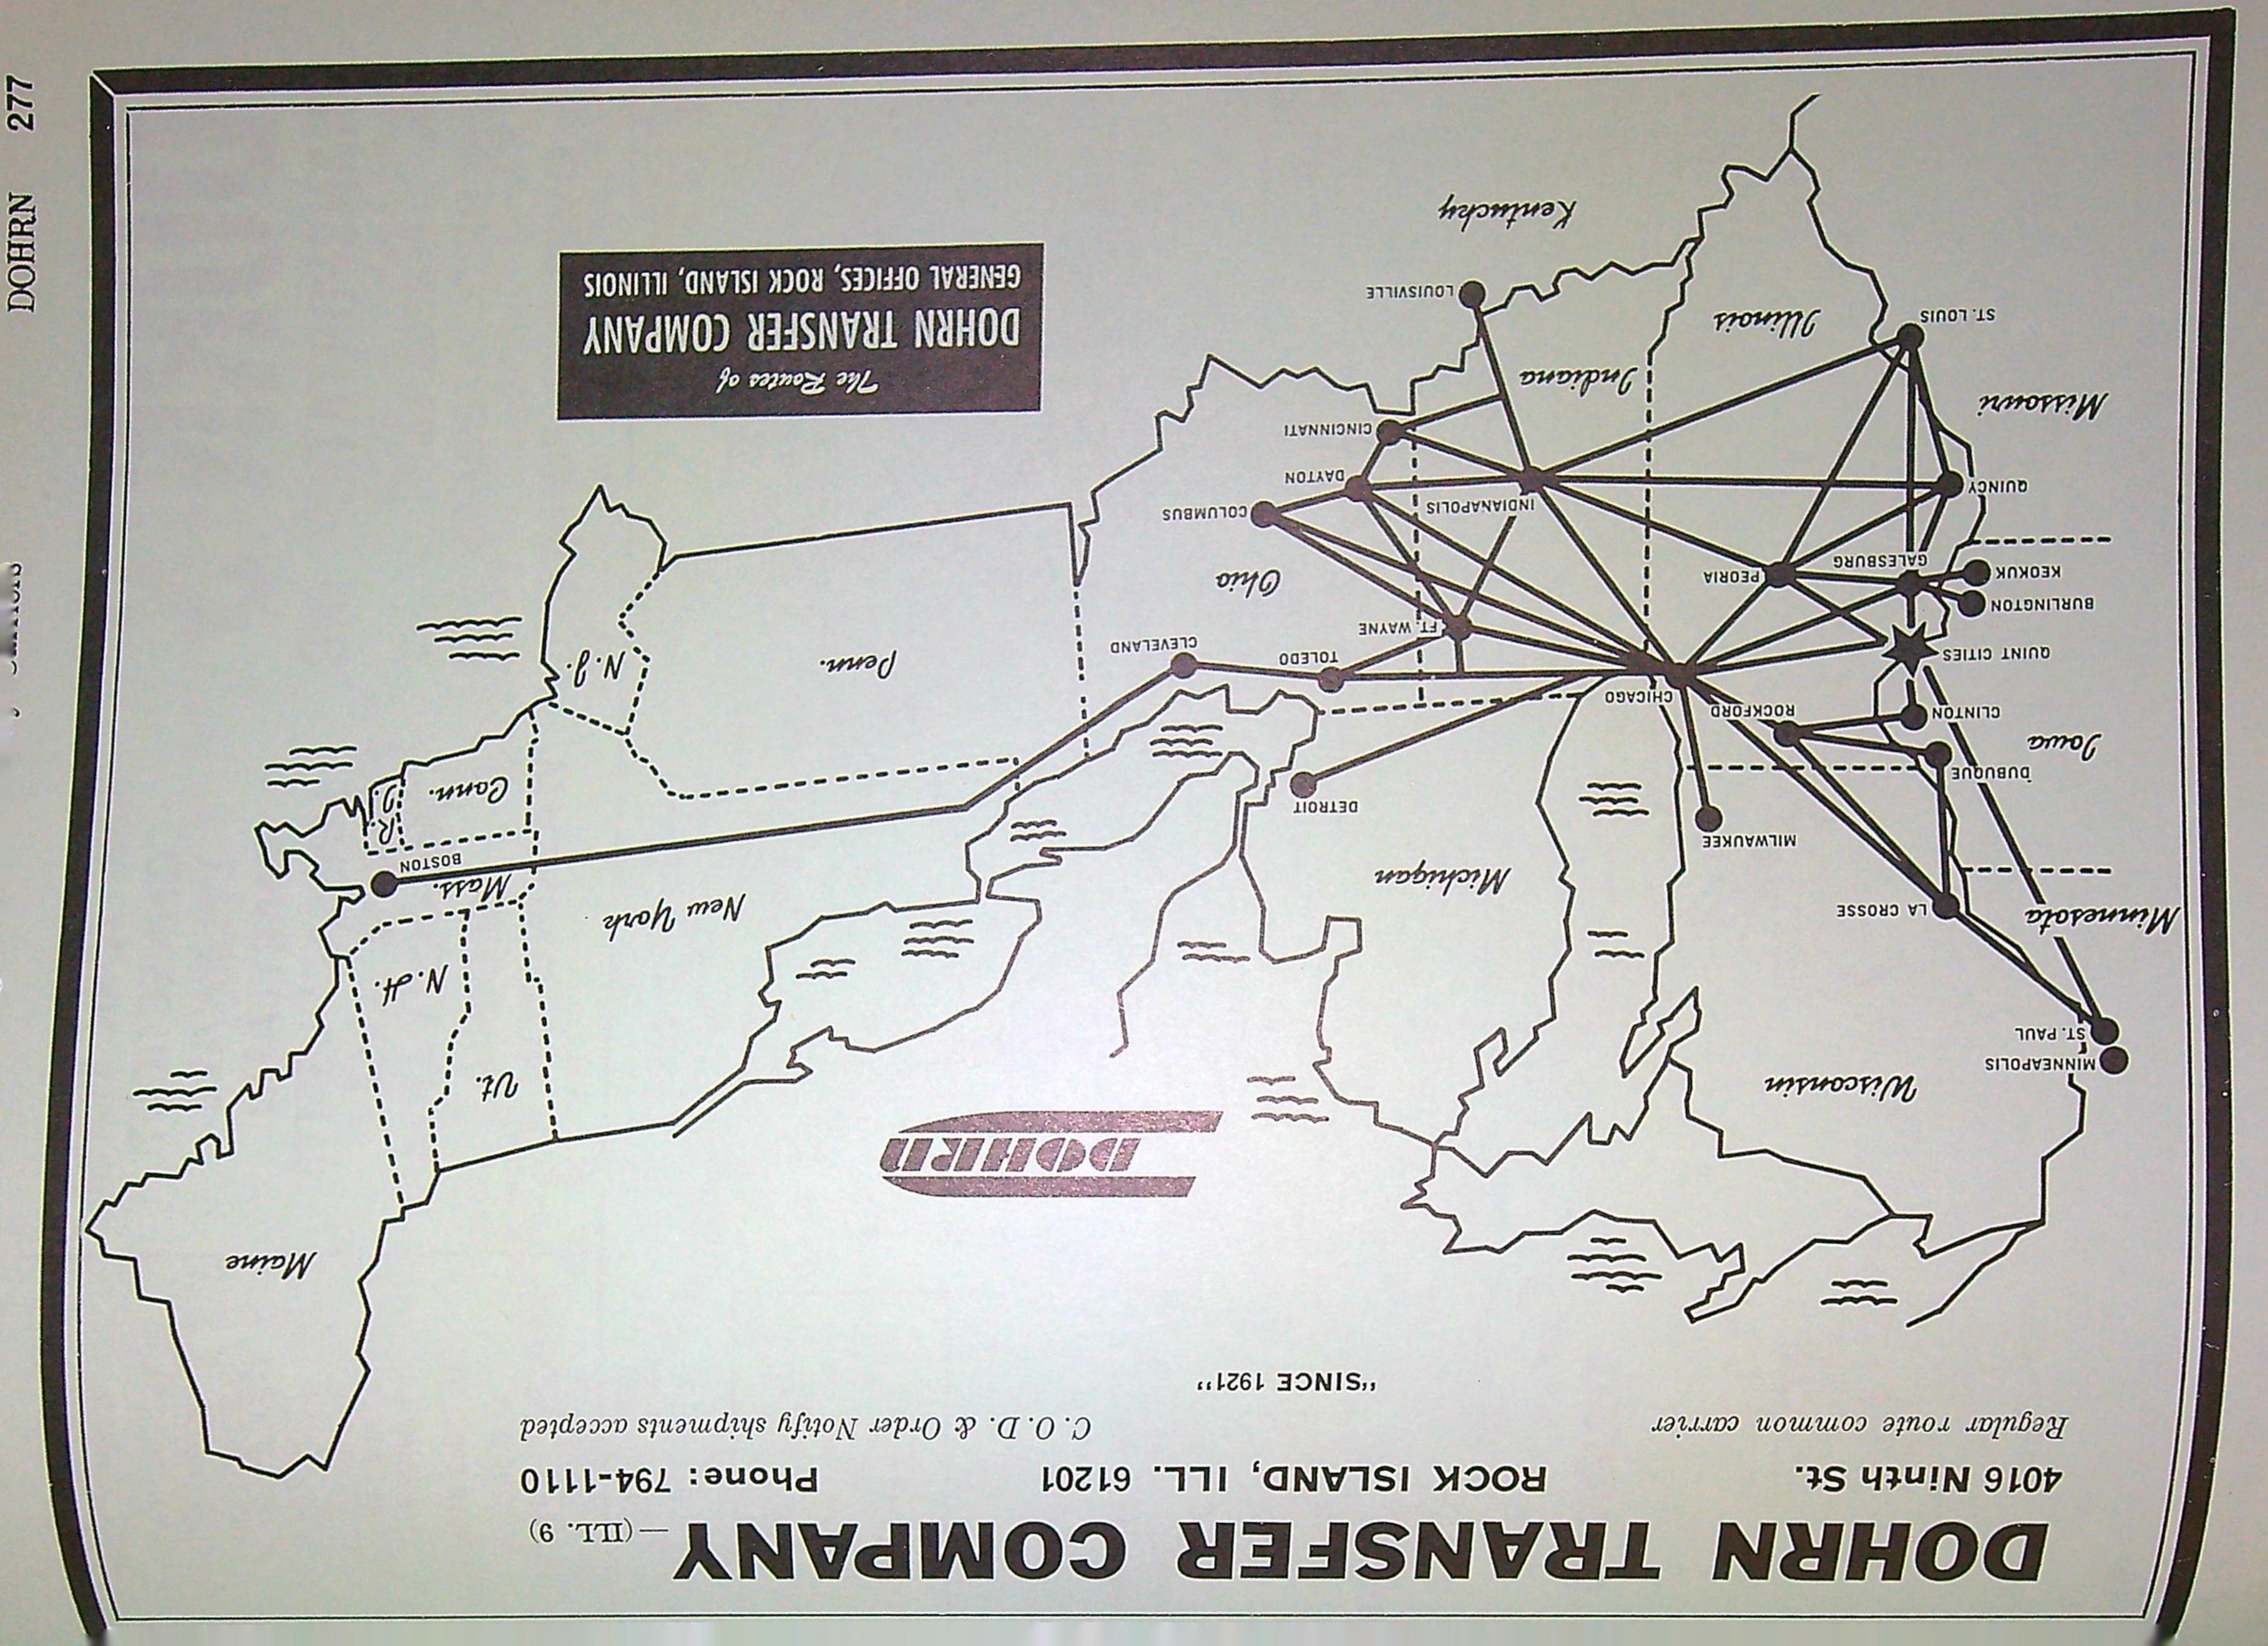 DOHRN TRANSFER COMPANY—(ILL. 9)
4016 Ninth St. ROCK ISLAND, ILL. 61201 Phone: 794-1110
Regular route common carrier C. O. D. & Order Notify shipments accepted
"SINCE 1921"
Maine
DOHRN
Wisconsin
Vt.
MINNEAPOLIS
ST. PAUL
N. H.
Minnesota
LA CROSSE
New York
Michigan
Mass.
BOSTON
MILWAUKEE
DETROIT
R.
I.
Conn.
DUBUQUE
Iowa
CLINTON
ROCKFORD
CHICAGO
QUINT CITIES
TOLEDO
CLEVELAND
Penn.
N. J.
FT. WAYNE
BURLINGTON
KEOKUK
GALESBURG
PEORIA
Ohio
INDIANAPOLIS
COLUMBUS
QUINCY
DAYTON
CINCINNATI
Missouri
Indiana
ST. LOUIS
Illinois
LOUISVILLE
Kentucky
The Routes of
DOHRN TRANSFER COMPANY
GENERAL OFFICES, ROCK ISLAND, ILLINOIS
DOHRN 277